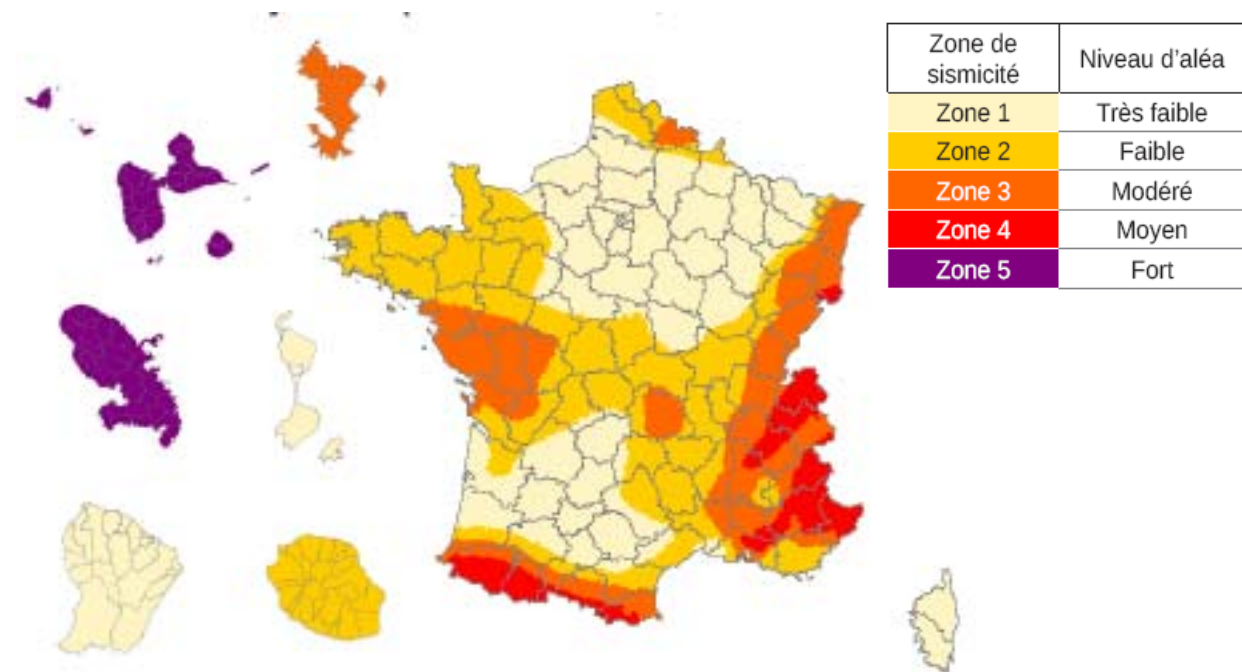 Zone de
sismicité
Niveau d'aléa
Zone 1
Très faible
Zone 2
Faible
Zone 3
Modéré
Zone 4
Moyen
Zone 5
Fort